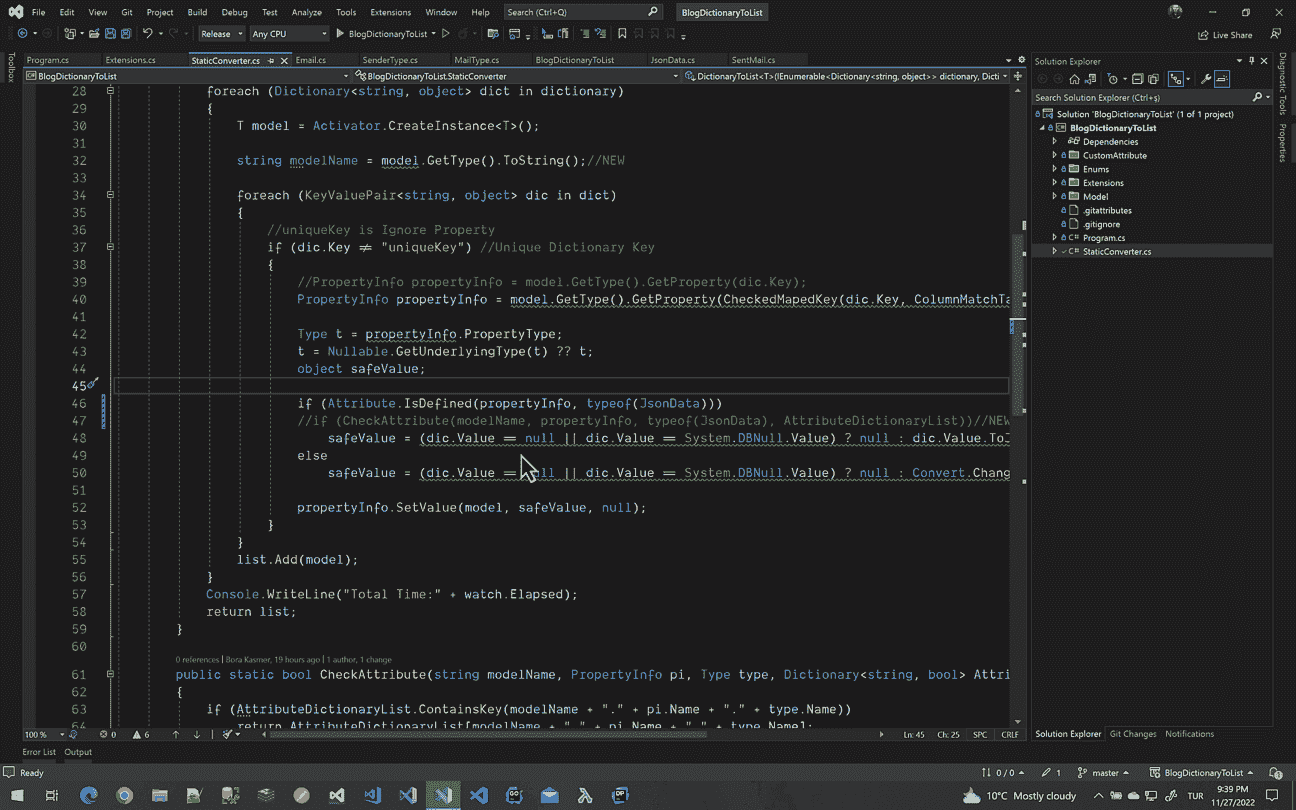 File Edit View Git Project Build Debug Test Analyze Tools Extensions Window Help Search (Ctrl+Q) BlogDictionaryToList
Release Any CPU BlogDictionaryToList Live Share
Program.cs Extensions.cs StaticConverter.cs Email.cs SenderType.cs MailType.cs BlogDictionaryToList JsonData.cs SentMail.cs
Toolbox
BlogDictionaryToList BlogDictionaryToList.StaticConverter DictionaryToList<T>(IEnumerable<Dictionary<string, object>> dictionary, Dicti
28 foreach (Dictionary<string, object> dict in dictionary)
29 {
30 T model = Activator.CreateInstance<T>();
31
32 string modelName = model.GetType().ToString();//NEW
33
34 foreach (KeyValuePair<string, object> dic in dict)
35 {
36 //uniqueKey is Ignore Property
37 if (dic.Key ≠ "uniqueKey") //Unique Dictionary Key
38 {
39 //PropertyInfo propertyInfo = model.GetType().GetProperty(dic.Key);
40 PropertyInfo propertyInfo = model.GetType().GetProperty(CheckedMapedKey(dic.Key, ColumnMatchTa
41
42 Type t = propertyInfo.PropertyType;
43 t = Nullable.GetUnderlyingType(t) ?? t;
44 object safeValue;
45
46 if (Attribute.IsDefined(propertyInfo, typeof(JsonData)))
47 //if (CheckAttribute(modelName, propertyInfo, typeof(JsonData), AttributeDictionaryList))//NEW
48 safeValue = (dic.Value == null || dic.Value == System.DBNull.Value) ? null : dic.Value.ToJ
49 else
50 safeValue = (dic.Value == null || dic.Value == System.DBNull.Value) ? null : Convert.Chang
51
52 propertyInfo.SetValue(model, safeValue, null);
53 }
54 }
55 list.Add(model);
56 }
57 Console.WriteLine("Total Time:" + watch.Elapsed);
58 return list;
59 }
60
0 references | Bora Kasmer, 19 hours ago | 1 author, 1 change
61 public static bool CheckAttribute(string modelName, PropertyInfo pi, Type type, Dictionary<string, bool> Attri
62 {
63 if (AttributeDictionaryList.ContainsKey(modelName + "." + pi.Name + "." + type.Name))
64 return AttributeDictionaryList[modelName + "." + pi.Name + "." + type.Name];
100 % 0 6 Ln: 45 Ch: 25 SPC CRLF
Solution Explorer
Search Solution Explorer (Ctrl+ş)
Solution 'BlogDictionaryToList' (1 of 1 project)
BlogDictionaryToList
Dependencies
CustomAttribute
Enums
Extensions
Model
.gitattributes
.gitignore
C# Program.cs
C# StaticConverter.cs
Solution Explorer Git Changes Notifications
Diagnostic Tools
Properties
Error List Output
Ready 0 / 0 1 master BlogDictionaryToList
10°C Mostly cloudy TUR 9:39 PM
11/27/2022